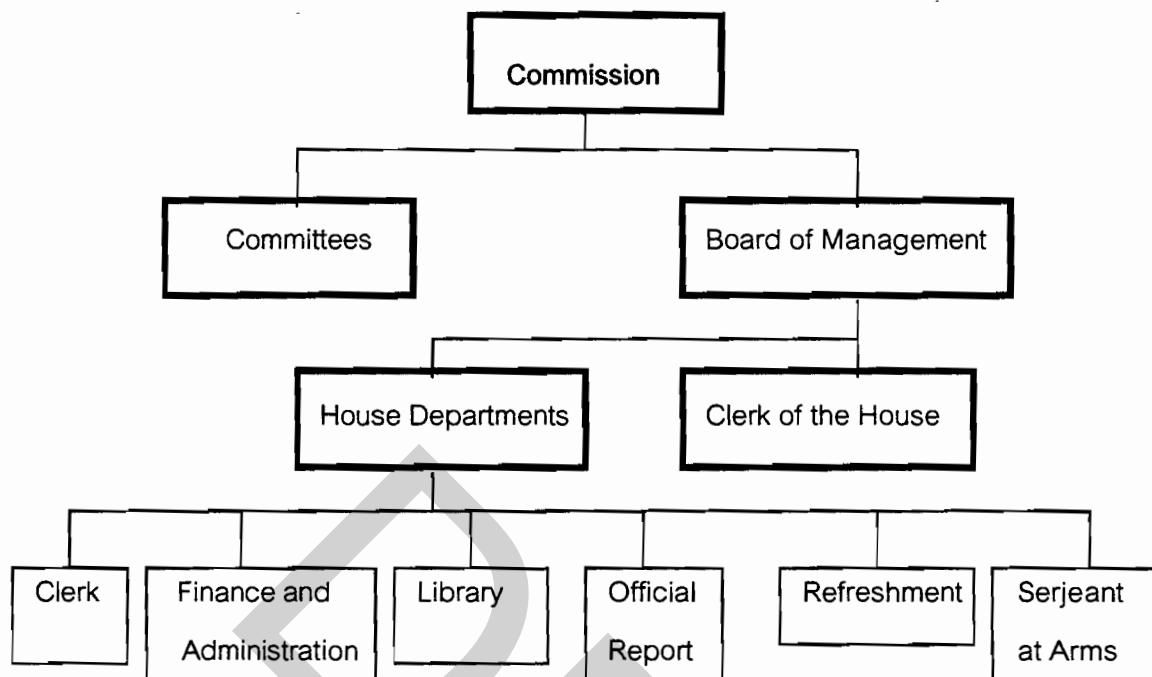 Commission
Committees
Board of Management
House Departments
Clerk of the House
Clerk
Finance and
Administration
Library
Official
Report
Refreshment
Serjeant
at Arms